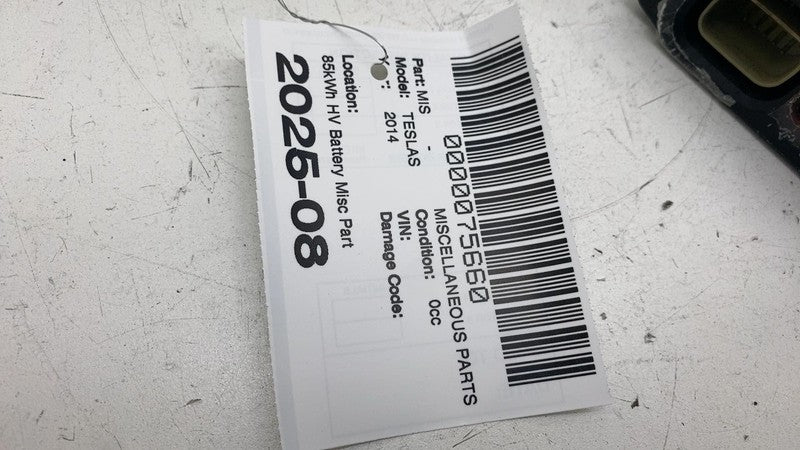 0000075660
Part: MIS - MISCELLANEOUS PARTS
Model: TESLAS Condition: 0cc
2014 VIN:
Damage Code:
Location:
85kWh HV Battery Misc Part
2025-08